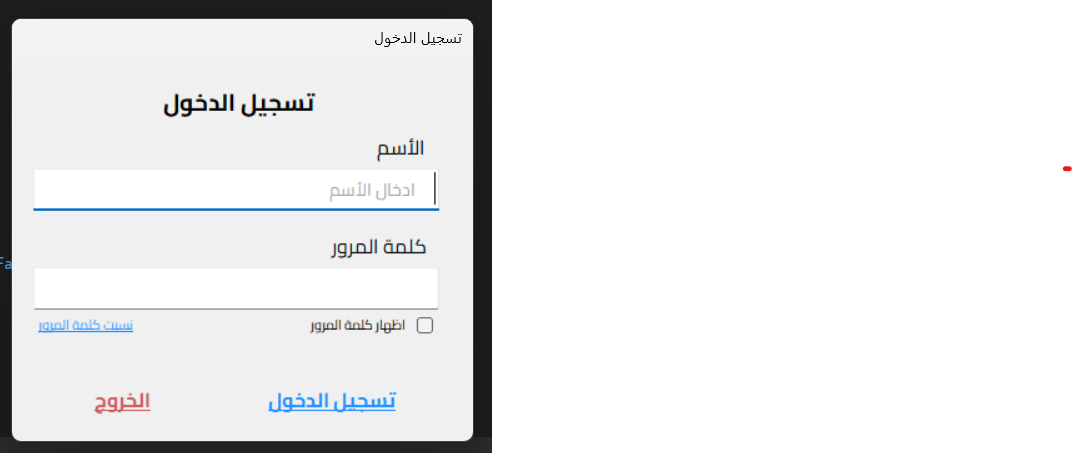 تسجيل الدخول
تسجيل الدخول
الأسم
ادخال الأسم
كلمة المرور
اظهار كلمة المرور
نسيت كلمة المرور
تسجيل الدخول
الخروج
Fa